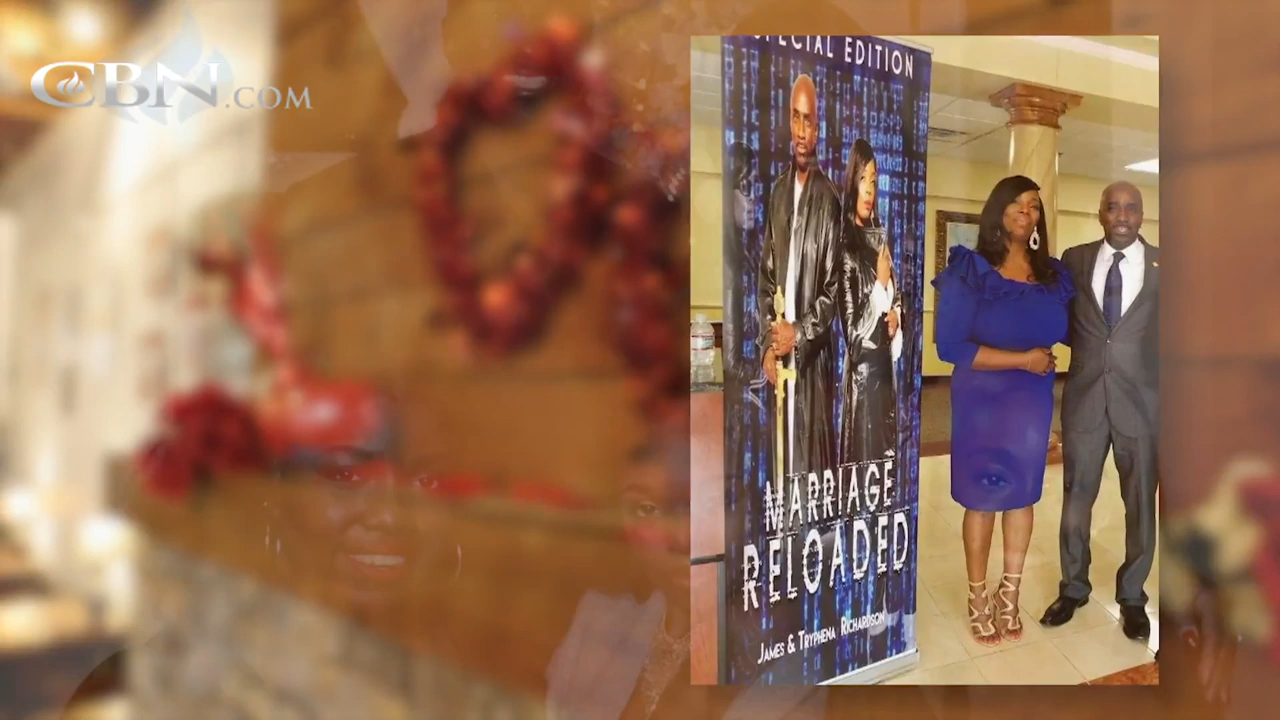 CBN.COM
SPECIAL EDITION
MARRIAGE
RELOADED
JAMES & TRYPHENA RICHARDSON